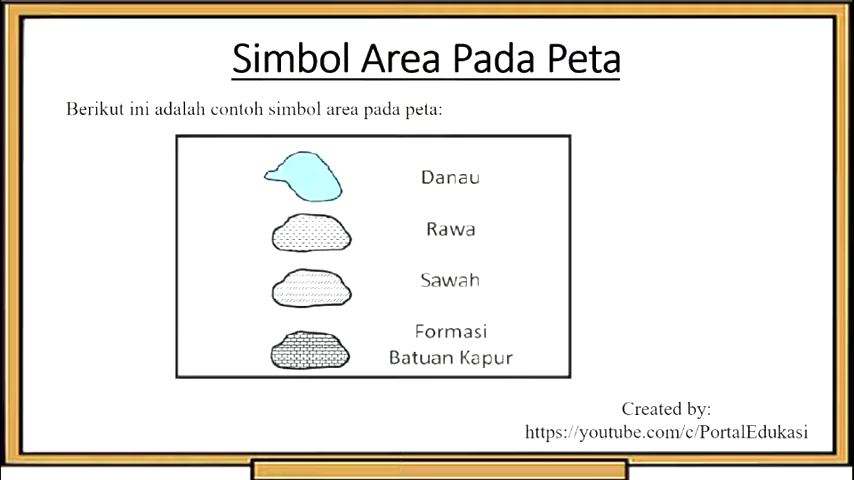 Simbol Area Pada Peta
Berikut ini adalah contoh simbol area pada peta:
Danau
Rawa
Sawah
Formasi
Batuan Kapur
Created by:
https://youtube.com/c/PortalEdukasi